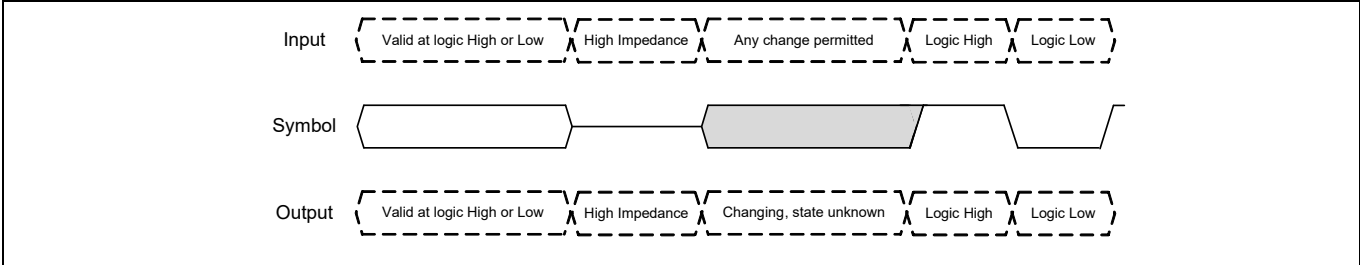 Input Valid at logic High or Low High Impedance Any change permitted Logic High Logic Low
Symbol
Output Valid at logic High or Low High Impedance Changing, state unknown Logic High Logic Low